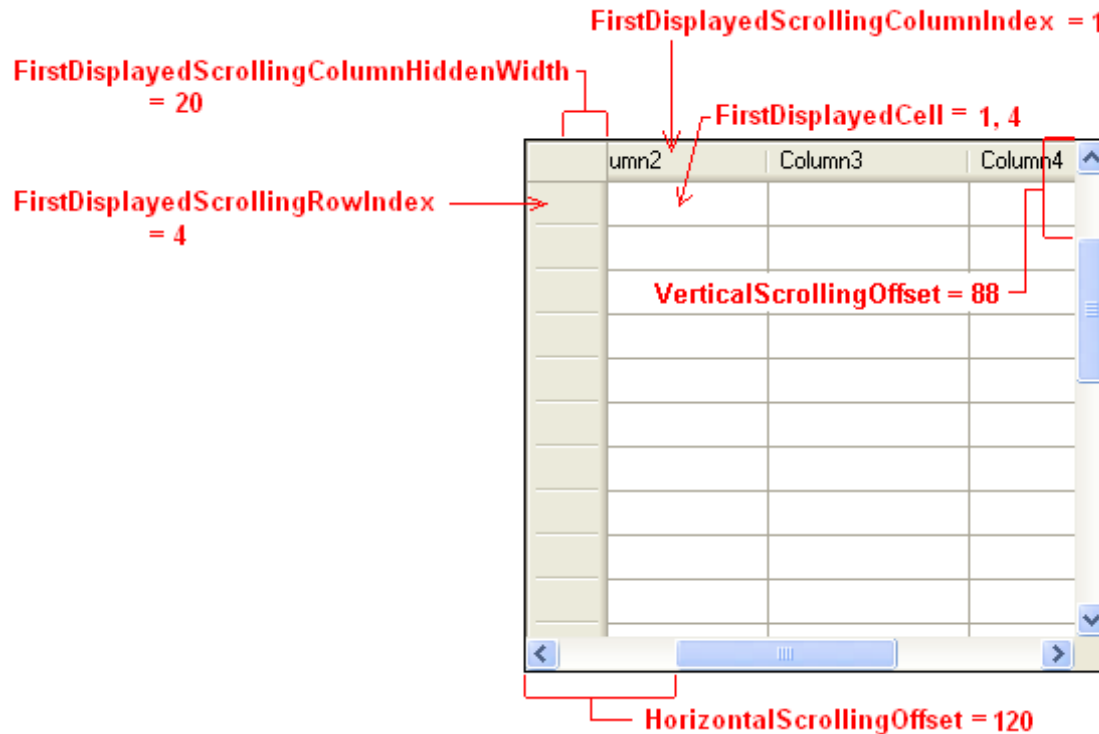 FirstDisplayedScrollingColumnIndex = 1
FirstDisplayedScrollingColumnHiddenWidth
= 20
FirstDisplayedCell = 1, 4
umn2
Column3
Column4
FirstDisplayedScrollingRowIndex
= 4
VerticalScrollingOffset = 88
HorizontalScrollingOffset = 120